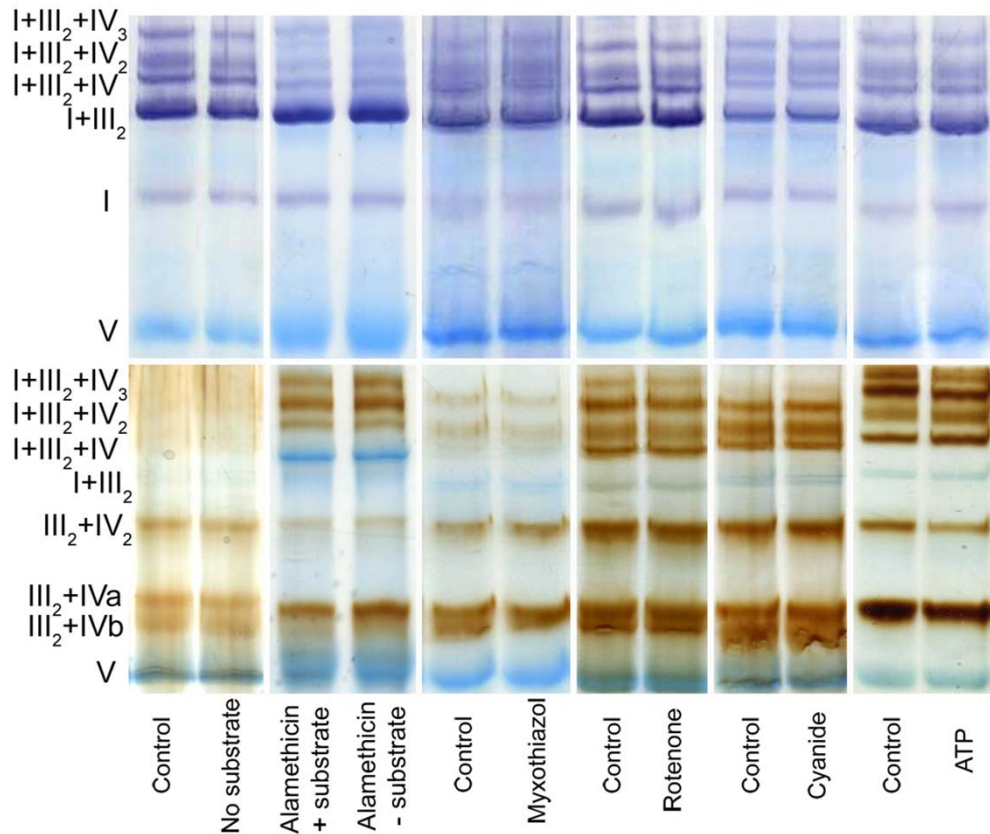 I+III2+IV3
I+III2+IV2
I+III2+IV
I+III2
I
V
I+III2+IV3
I+III2+IV2
I+III2+IV
I+III2
III2+IV2
III2+IVa
III2+IVb
V
Control
No substrate
Alamethicin
+ substrate
Alamethicin
- substrate
Control
Myxothiazol
Control
Rotenone
Control
Cyanide
Control
ATP